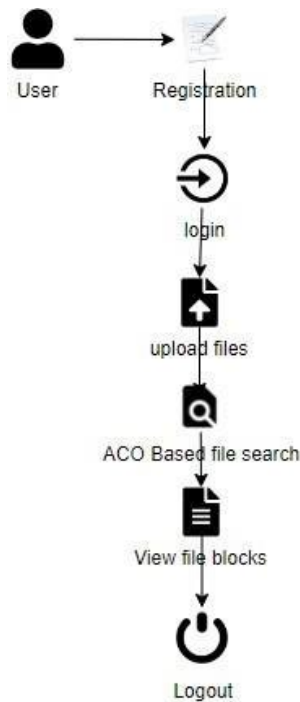 User
Registration
login
upload files
ACO Based file search
View file blocks
Logout